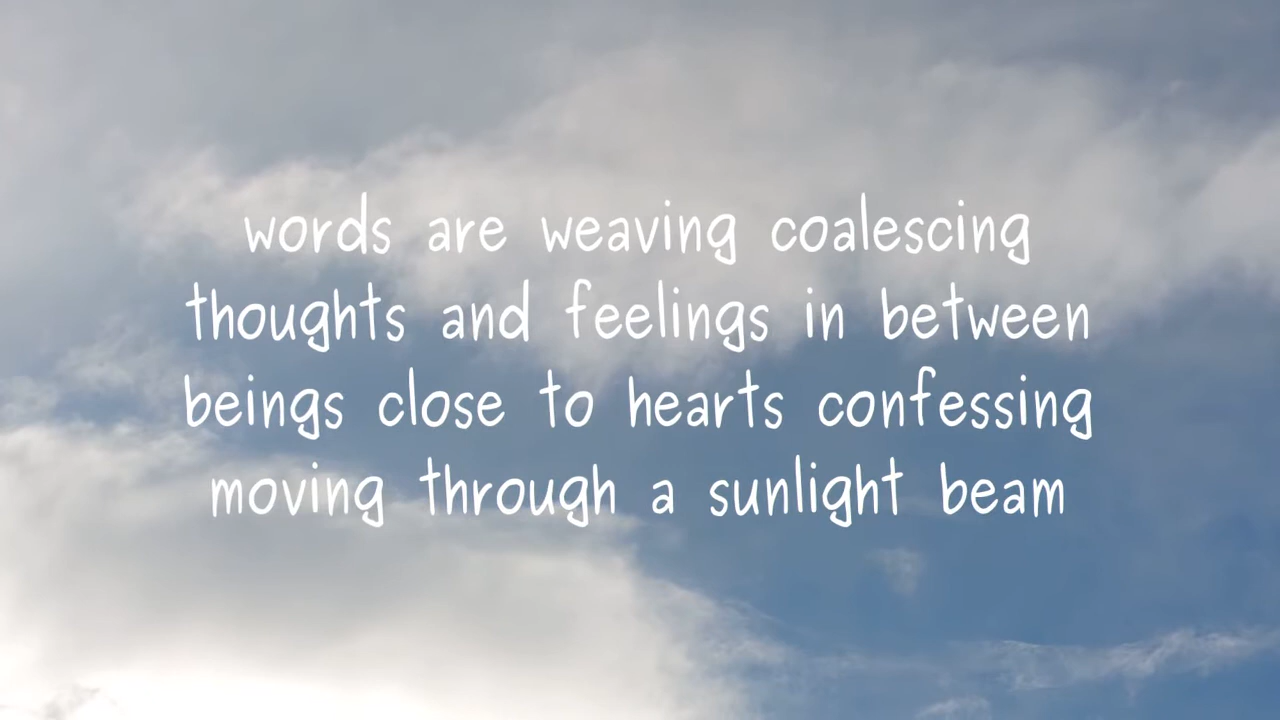 words are weaving coalescing
thoughts and feelings in between
beings close to hearts confessing
moving through a sunlight beam